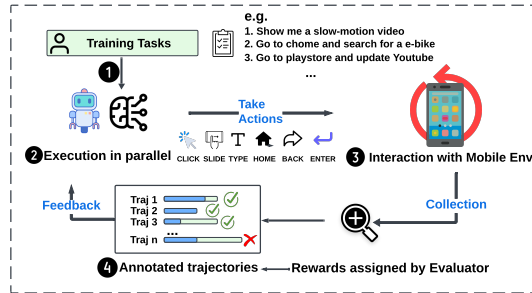 e.g.
Training Tasks
1. Show me a slow-motion video
2. Go to chome and search for a e-bike
3. Go to playstore and update Youtube
...
1
Take
Actions
T
CLICK SLIDE TYPE HOME BACK ENTER
2 Execution in parallel
3 Interaction with Mobile Env
Feedback
Traj 1
Traj 2
Traj 3
...
Traj n
Collection
4 Annotated trajectories
Rewards assigned by Evaluator